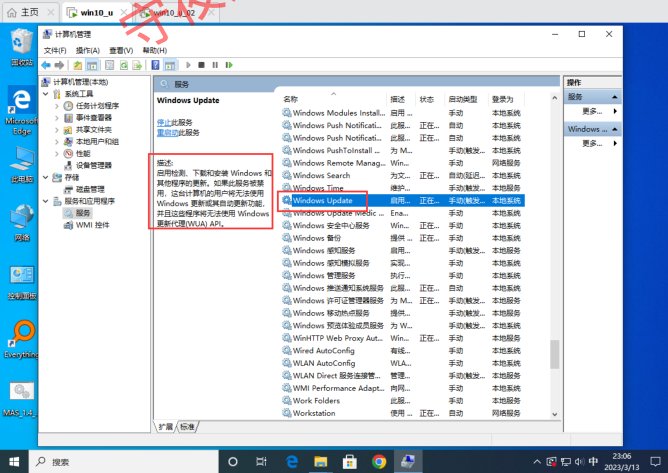 主页
win10_u
win10_u_02
计算机管理
文件(F) 操作(A) 查看(V) 帮助(H)
回收站
Microsoft
Edge
此电脑
网络
控制面板
Everything
MAS_1.4_
计算机管理(本地)
系统工具
任务计划程序
事件查看器
共享文件夹
本地用户和组
性能
设备管理器
存储
磁盘管理
服务和应用程序
服务
WMI 控件
服务
Windows Update
停止此服务
重启动此服务
描述:
启用检测、下载和安装 Windows 和
其他程序的更新。如果此服务被禁
用，这台计算机的用户将无法使用
Windows 更新或其自动更新功能，
并且这些程序将无法使用 Windows
更新代理(WUA) API。
名称 描述 状态 启动类型 登录为
Windows Modules Install... 启用 ... 手动 本地系统
Windows Push Notificati... 此服... 正在... 自动 本地系统
Windows Push Notificati... 此服... 正在... 自动 本地系统
Windows PushToInstall ... 为 M... 手动(触发... 本地系统
Windows Remote Manag... Win... 手动 网络服务
Windows Search 为文... 正在... 自动(延迟... 本地系统
Windows Time 维护... 手动(触发... 本地服务
Windows Update 启用... 正在... 手动(触发... 本地系统
Windows Update Medic ... Ena... 手动 本地系统
Windows 安全中心服务 Win... 正在... 手动 本地系统
Windows 备份 提供 ... 正在... 手动 本地系统
Windows 感知服务 启用... 手动(触发... 本地服务
Windows 感知模拟服务 实现... 手动 本地系统
Windows 管理服务 执行... 手动 本地系统
Windows 推送通知系统服务 此服... 正在... 自动 本地系统
Windows 许可证管理器服务 为 M... 正在... 手动(触发... 本地服务
Windows 移动热点服务 提供... 手动(触发... 本地服务
Windows 预览体验成员服务 为 W... 手动(触发... 本地系统
WinHTTP Web Proxy Aut... Win... 正在... 手动 本地服务
Wired AutoConfig 有线... 手动 本地系统
WLAN AutoConfig WLA... 手动 本地系统
WLAN Direct 服务连接管... 管理... 手动(触发... 本地服务
WMI Performance Adapt... 向网... 手动 本地系统
Work Folders 此服... 手动 本地服务
Workstation 使用 ... 正在... 自动 网络服务
扩展 标准
操作
服务
更多...
Windows ...
更多...
搜索
中
23:06
2023/3/13